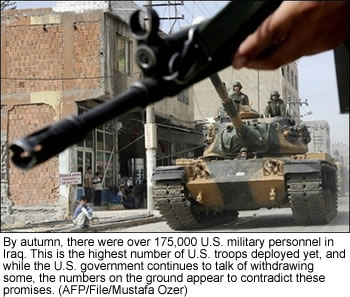 By autumn, there were over 175,000 U.S. military personnel in
Iraq. This is the highest number of U.S. troops deployed yet, and
while the U.S. government continues to talk of withdrawing
some, the numbers on the ground appear to contradict these
promises. (AFP/File/Mustafa Ozer)